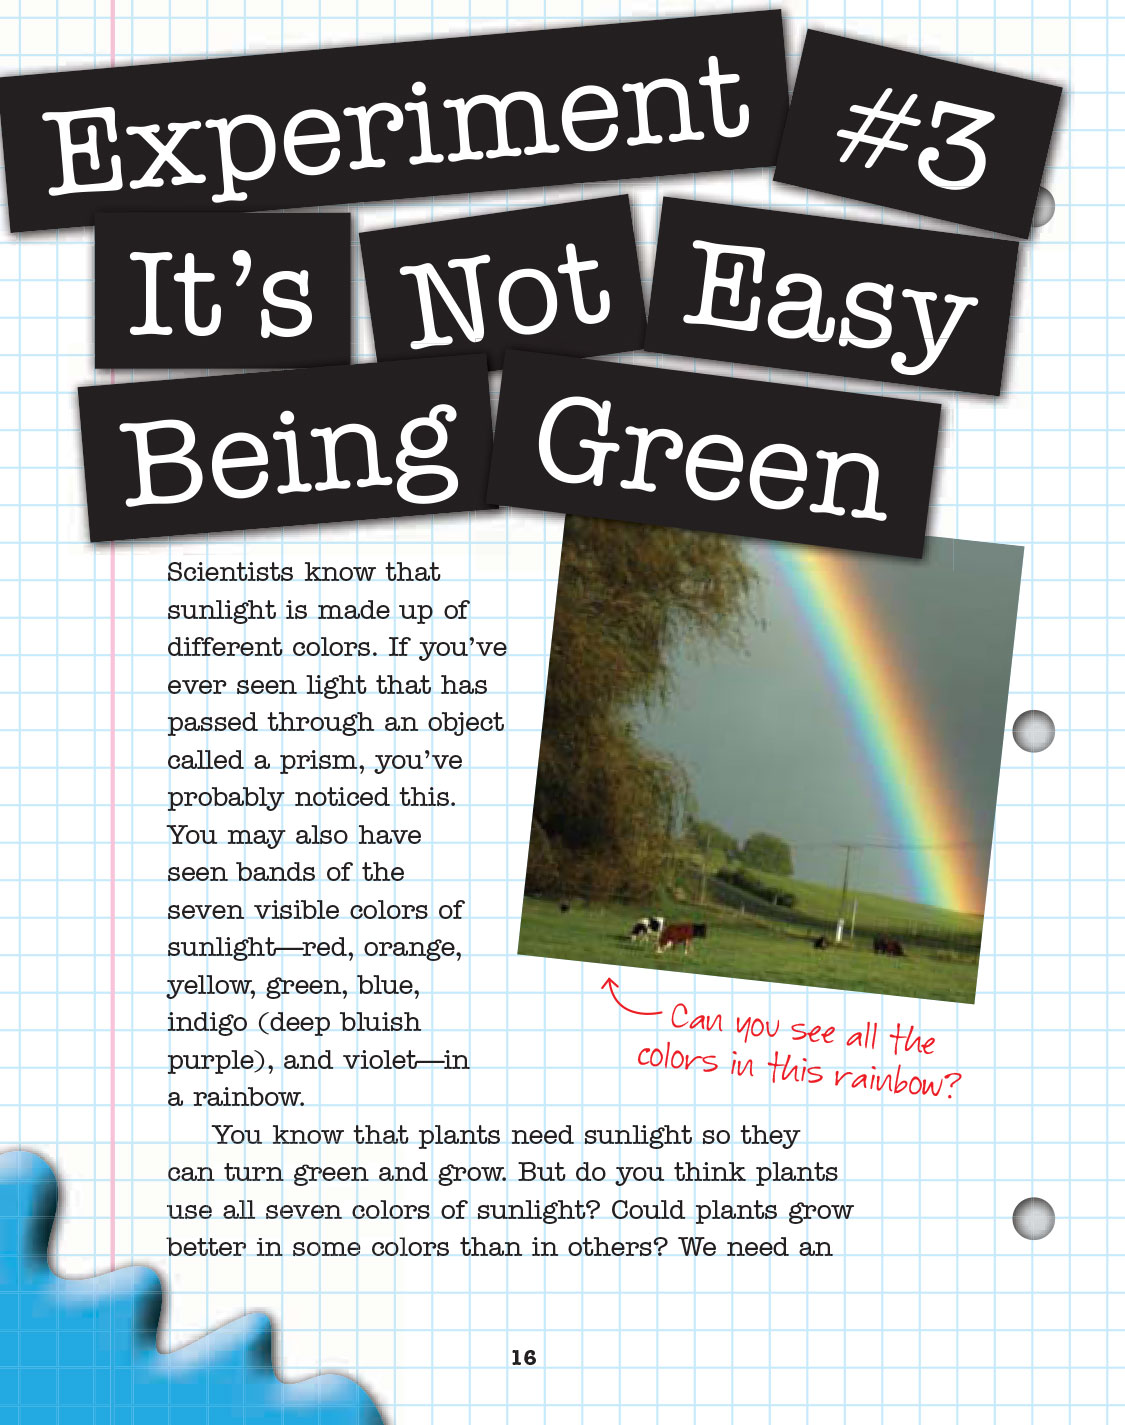 Experiment #3
It's Not Easy
Being Green
Scientists know that
sunlight is made up of
different colors. If you've
ever seen light that has
passed through an object
called a prism, you've
probably noticed this.
You may also have
seen bands of the
seven visible colors of
sunlight—red, orange,
yellow, green, blue,
indigo (deep bluish
purple), and violet—in
a rainbow.
Can you see all the
colors in this rainbow?
You know that plants need sunlight so they
can turn green and grow. But do you think plants
use all seven colors of sunlight? Could plants grow
better in some colors than in others? We need an
16